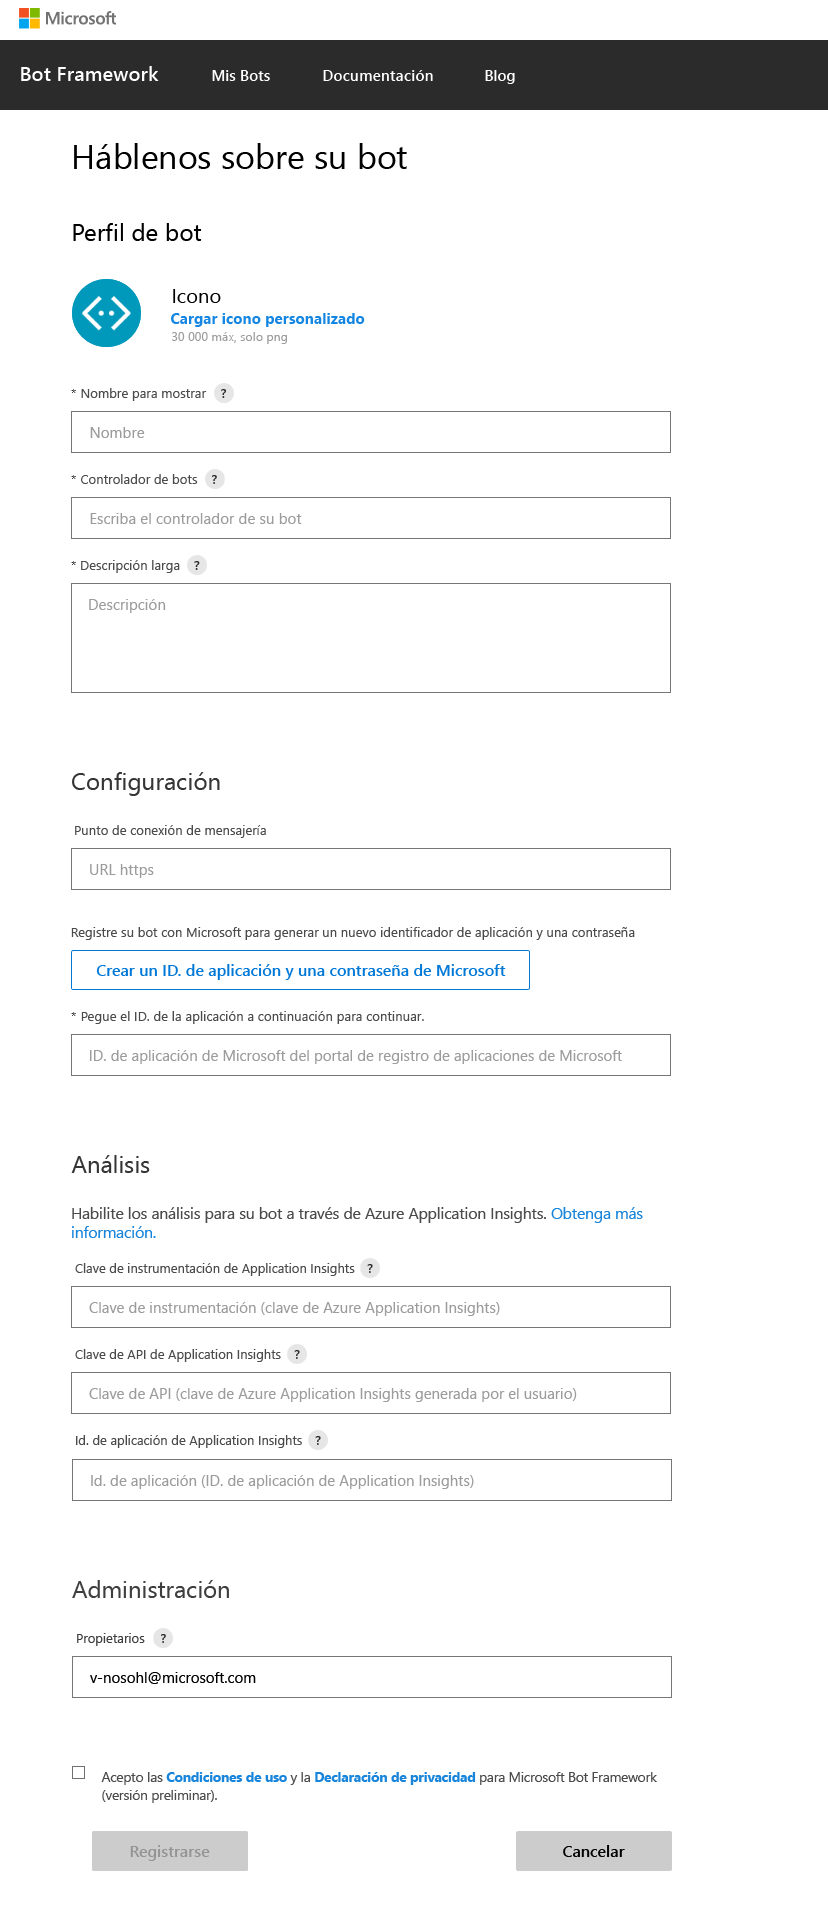 Microsoft
Bot Framework Mis Bots Documentación Blog
Háblenos sobre su bot
Perfil de bot
Icono
Cargar icono personalizado
30 000 máx, solo png
* Nombre para mostrar ?
Nombre
* Controlador de bots ?
Escriba el controlador de su bot
* Descripción larga ?
Descripción
Configuración
Punto de conexión de mensajería
URL https
Registre su bot con Microsoft para generar un nuevo identificador de aplicación y una contraseña
Crear un ID. de aplicación y una contraseña de Microsoft
* Pegue el ID. de la aplicación a continuación para continuar.
ID. de aplicación de Microsoft del portal de registro de aplicaciones de Microsoft
Análisis
Habilite los análisis para su bot a través de Azure Application Insights. Obtenga más
información.
Clave de instrumentación de Application Insights ?
Clave de instrumentación (clave de Azure Application Insights)
Clave de API de Application Insights ?
Clave de API (clave de Azure Application Insights generada por el usuario)
Id. de aplicación de Application Insights ?
Id. de aplicación (ID. de aplicación de Application Insights)
Administración
Propietarios ?
v-nosohl@microsoft.com
Acepto las Condiciones de uso y la Declaración de privacidad para Microsoft Bot Framework
(versión preliminar).
Registrarse Cancelar